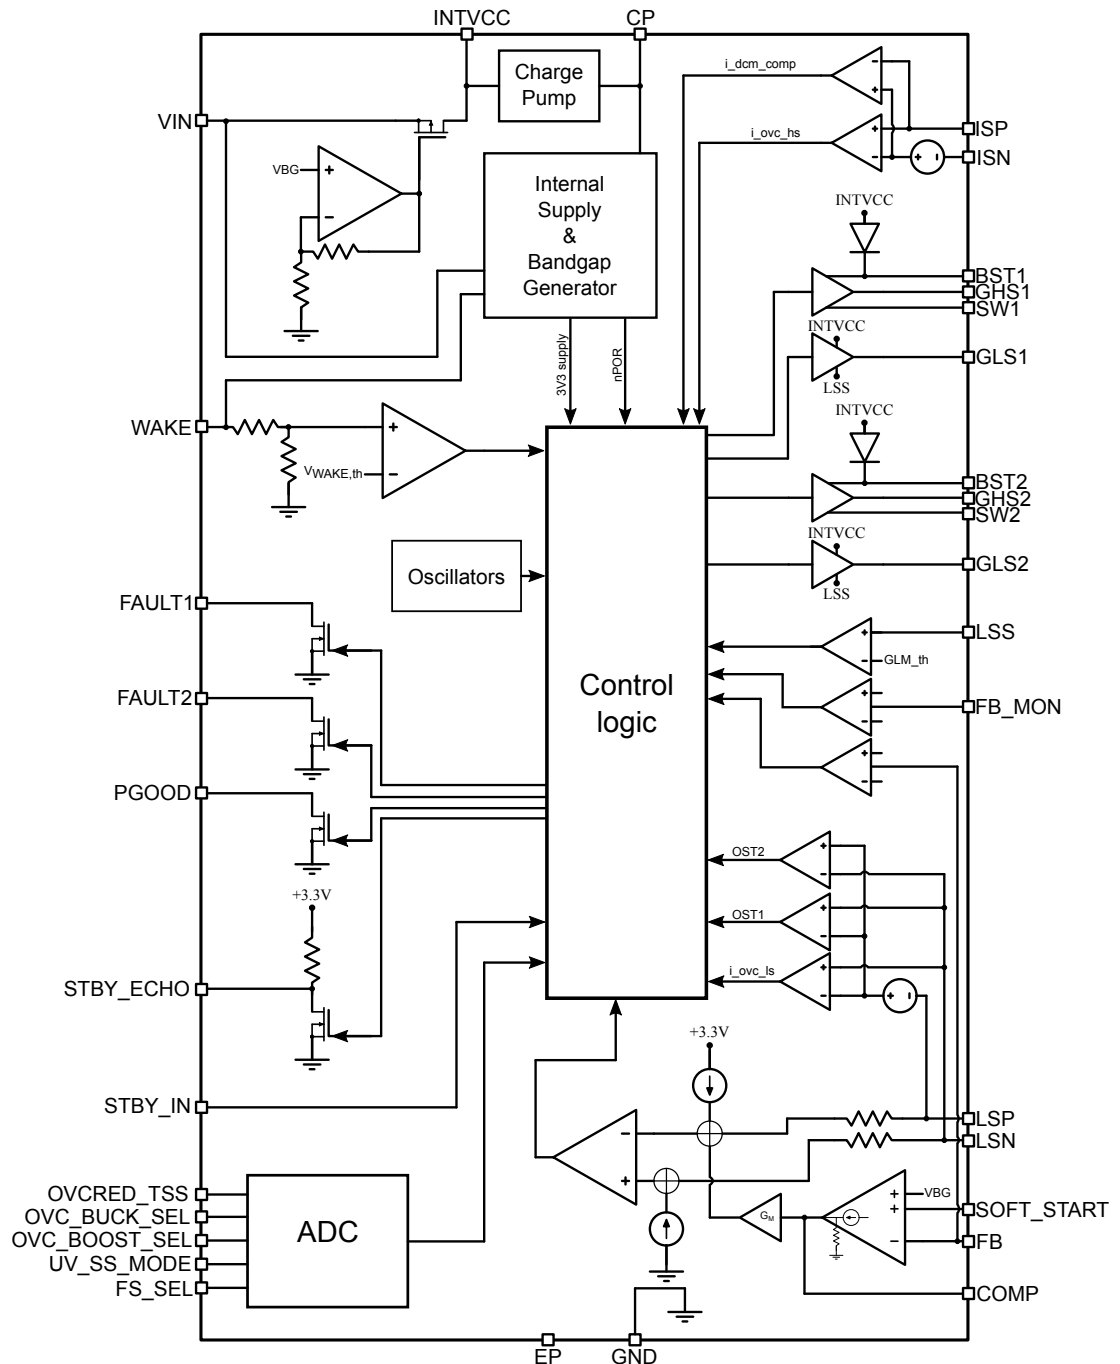 INTVCC
CP
Charge
Pump
i_dcm_comp
VIN
ISP
i_ovc_hs
ISN
VBG
+
-
Internal
Supply
&
Bandgap
Generator
INTVCC
BST1
GHS1
SW1
INTVCC
GLS1
LSS
3V3 supply
nPOR
WAKE
VWAKE,th
+
-
INTVCC
BST2
GHS2
SW2
INTVCC
GLS2
LSS
Oscillators
FAULT1
LSS
GLM_th
FAULT2
Control
logic
FB_MON
PGOOD
OST2
+3.3V
OST1
i_ovc_ls
STBY_ECHO
+3.3V
STBY_IN
LSP
LSN
OVCRED_TSS
OVC_BUCK_SEL
OVC_BOOST_SEL
UV_SS_MODE
FS_SEL
ADC
GM
VBG
SOFT_START
FB
COMP
EP
GND